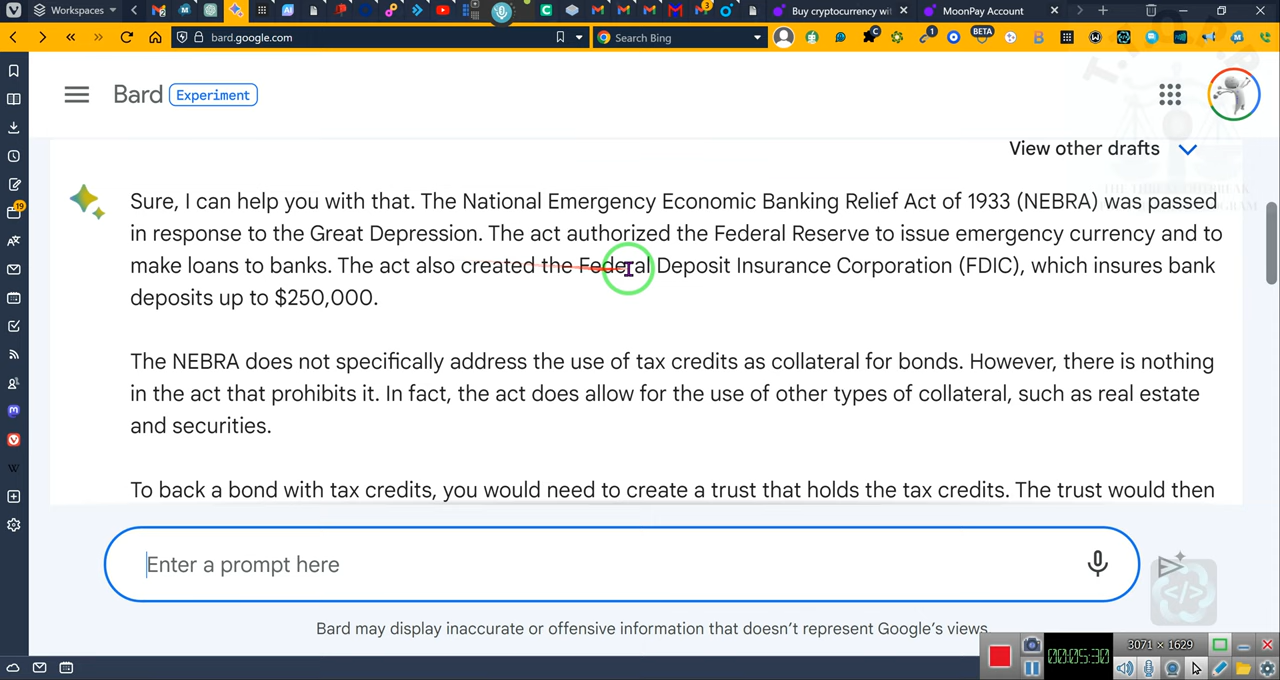 Workspaces
Buy cryptocurrency wit
MoonPay Account
bard.google.com
Search Bing
BETA
Bard Experiment
View other drafts
Sure, I can help you with that. The National Emergency Economic Banking Relief Act of 1933 (NEBRA) was passed
in response to the Great Depression. The act authorized the Federal Reserve to issue emergency currency and to
make loans to banks. The act also created the Federal Deposit Insurance Corporation (FDIC), which insures bank
deposits up to $250,000.
The NEBRA does not specifically address the use of tax credits as collateral for bonds. However, there is nothing
in the act that prohibits it. In fact, the act does allow for the use of other types of collateral, such as real estate
and securities.
To back a bond with tax credits, you would need to create a trust that holds the tax credits. The trust would then
Enter a prompt here
Bard may display inaccurate or offensive information that doesn't represent Google's views.
3071 × 1629
00:05:30
19